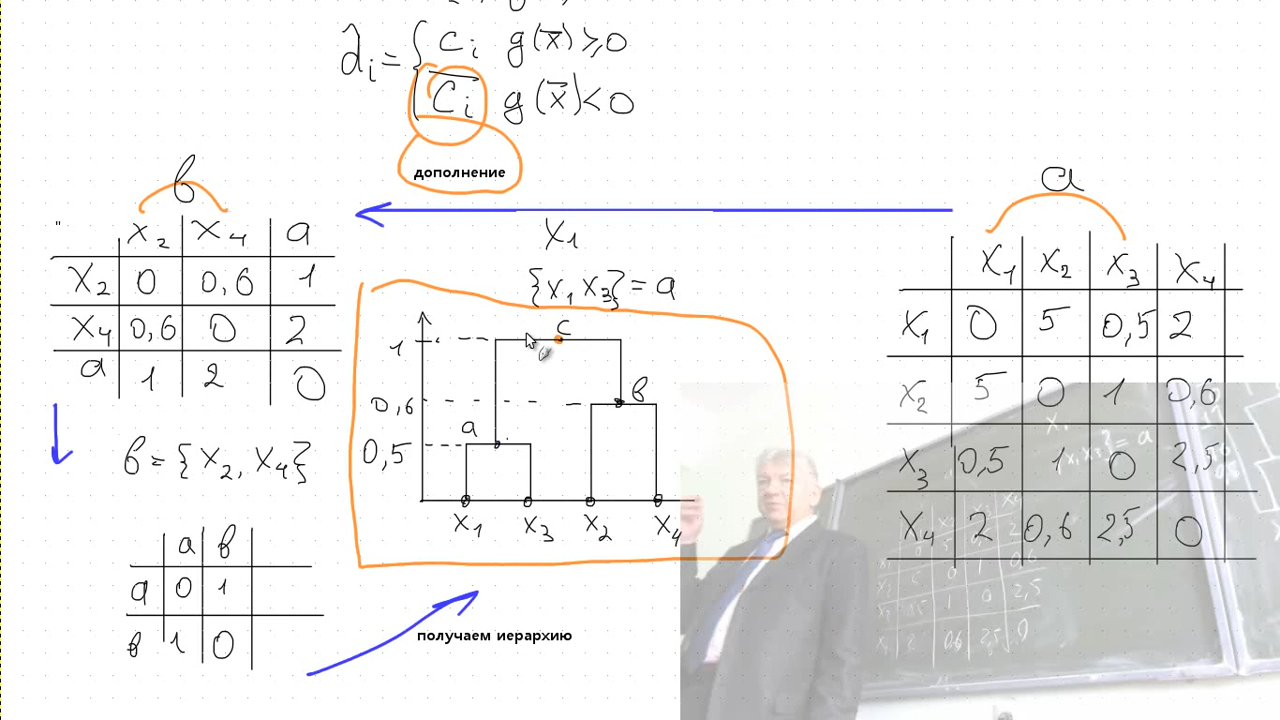 λi = { Ci g(x̄) ≥ 0
C̅i g(x̄) < 0
дополнение
в
"
x2 x4 a
x2 0 0,6 1
x4 0,6 0 2
a 1 2 0
в = {x2, x4}
a в
a 0 1
в 1 0
x1
{x1 x3} = a
1
0,6
0,5
a
c
в
x1 x3 x2 x4
получаем иерархию
a
x1 x2 x3 x4
x1 0 5 0,5 2
x2 5 0 1 0,6
x3 0,5 1 0 2,5
x4 2 0,6 2,5 0